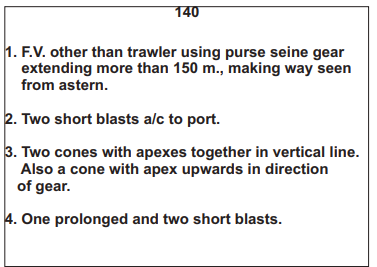 140
1. F.V. other than trawler using purse seine gear
extending more than 150 m., making way seen
from astern.
2. Two short blasts a/c to port.
3. Two cones with apexes together in vertical line.
Also a cone with apex upwards in direction
of gear.
4. One prolonged and two short blasts.